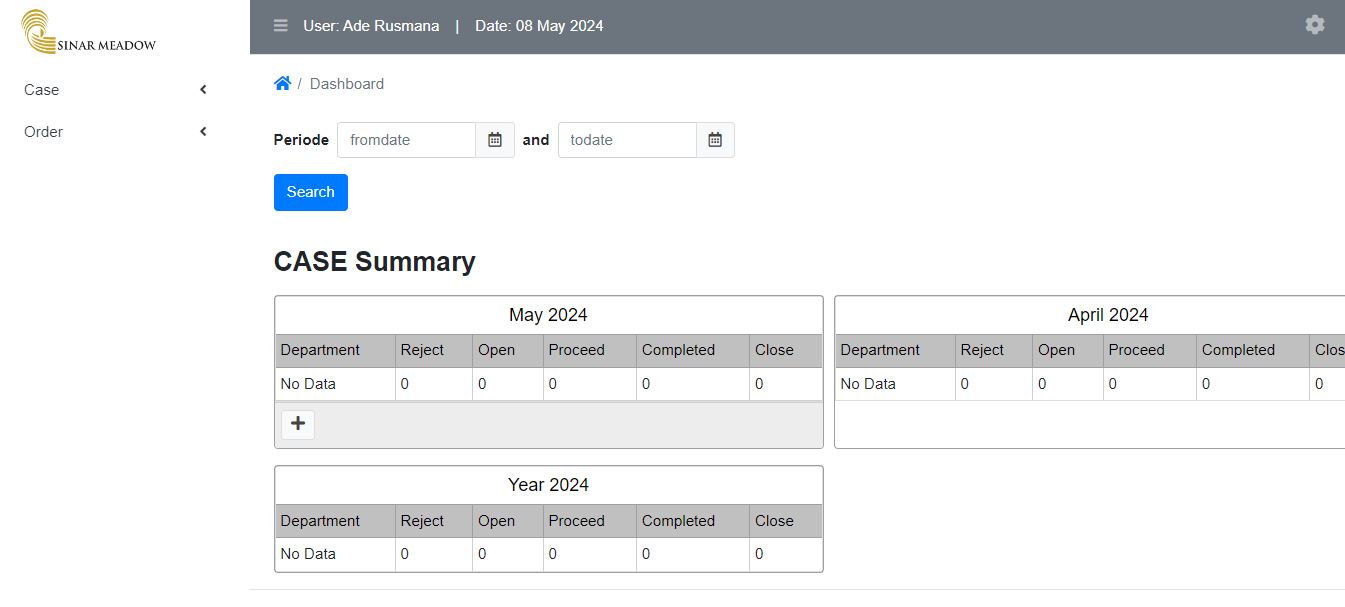 SINAR MEADOW
User: Ade Rusmana | Date: 08 May 2024
Case
Order
/ Dashboard
Periode fromdate and todate
Search
CASE Summary
May 2024
Department Reject Open Proceed Completed Close
No Data 0 0 0 0 0
April 2024
Department Reject Open Proceed Completed Clos
No Data 0 0 0 0 0
Year 2024
Department Reject Open Proceed Completed Close
No Data 0 0 0 0 0